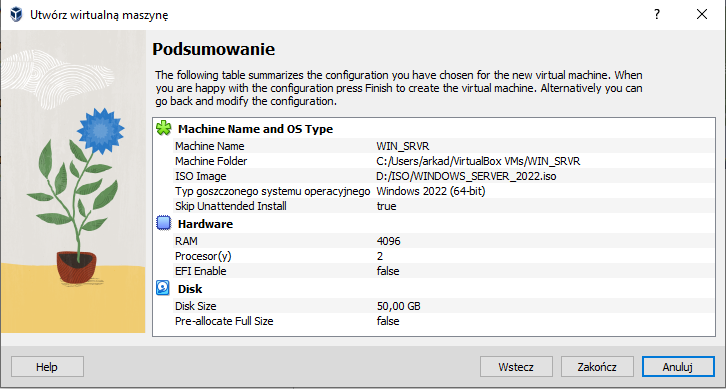 Utwórz wirtualną maszynę
?
Podsumowanie
The following table summarizes the configuration you have chosen for the new virtual machine. When
you are happy with the configuration press Finish to create the virtual machine. Alternatively you can
go back and modify the configuration.
Machine Name and OS Type
Machine Name WIN_SRVR
Machine Folder C:/Users/arkad/VirtualBox VMs/WIN_SRVR
ISO Image D:/ISO/WINDOWS_SERVER_2022.iso
Typ goszczonego systemu operacyjnego Windows 2022 (64-bit)
Skip Unattended Install true
Hardware
RAM 4096
Procesor(y) 2
EFI Enable false
Disk
Disk Size 50,00 GB
Pre-allocate Full Size false
Help Wstecz Zakończ Anuluj